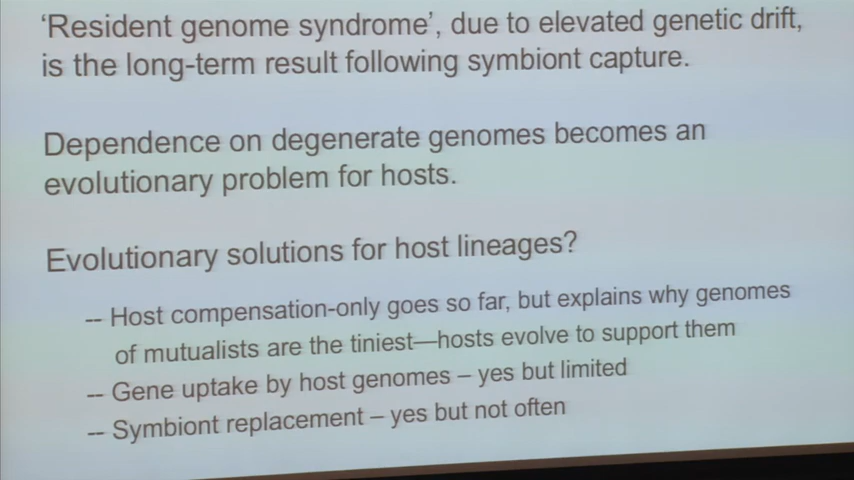 ‘Resident genome syndrome’, due to elevated genetic drift,
is the long-term result following symbiont capture.
Dependence on degenerate genomes becomes an
evolutionary problem for hosts.
Evolutionary solutions for host lineages?
-- Host compensation-only goes so far, but explains why genomes
of mutualists are the tiniest—hosts evolve to support them
-- Gene uptake by host genomes – yes but limited
-- Symbiont replacement – yes but not often